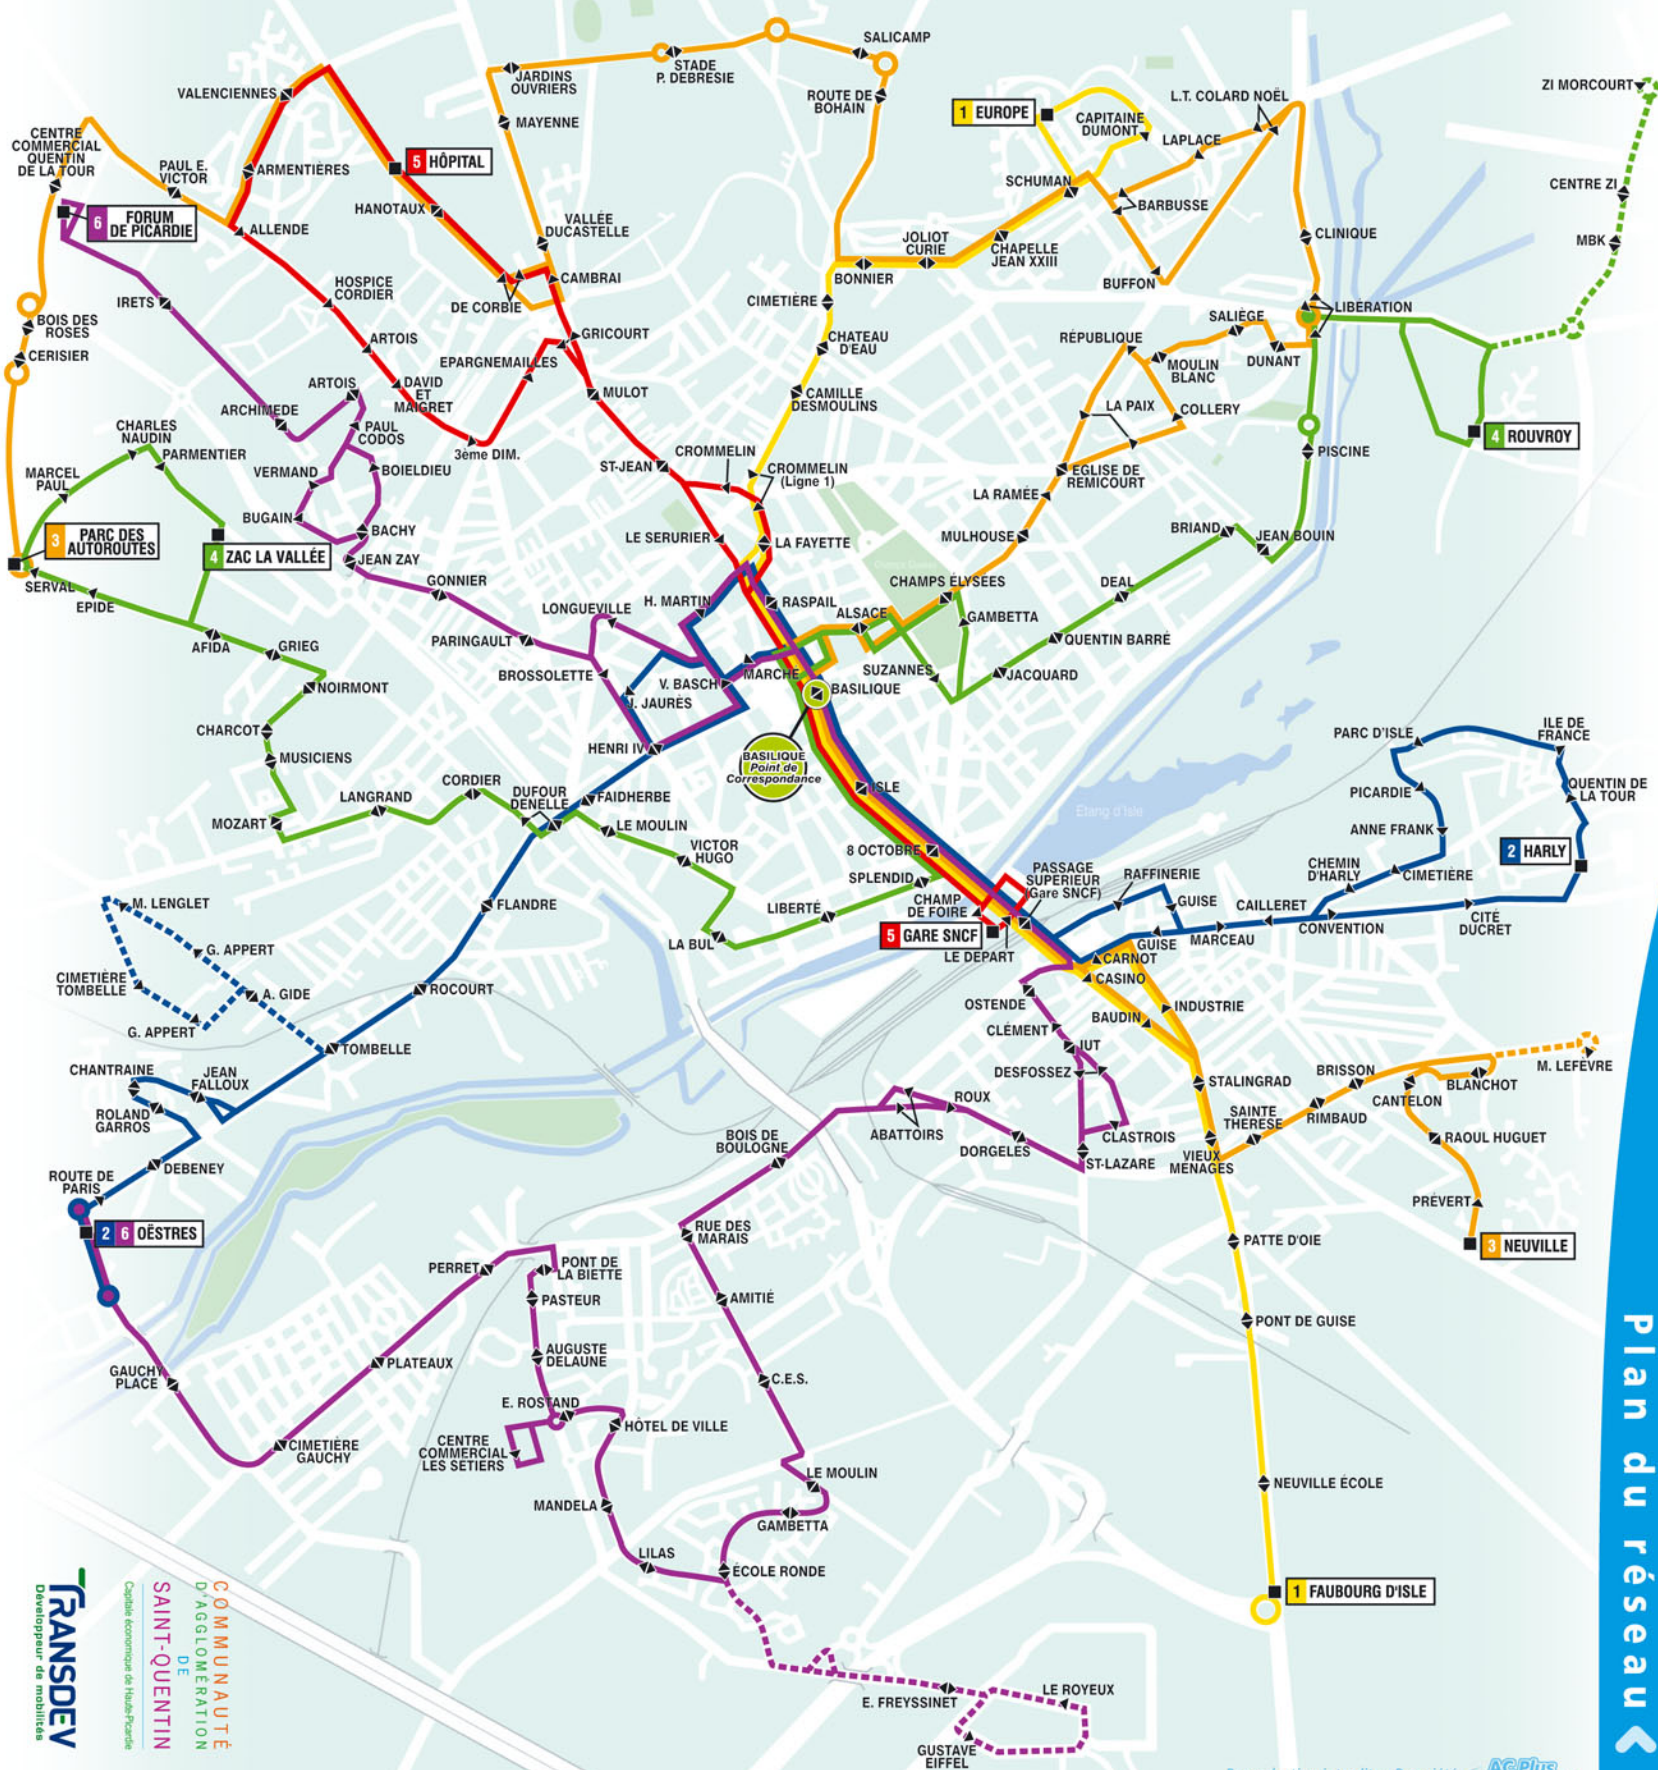 SALICAMP
STADE
P. DEBRESIE
JARDINS
OUVRIERS
ROUTE DE
BOHAIN
MAYENNE
VALENCIENNES
1 EUROPE
CAPITAINE
DUMONT
L.T. COLARD NOËL
LAPLACE
ZI MORCOURT
CENTRE
COMMERCIAL
QUENTIN
DE LA TOUR
PAUL E.
VICTOR
ARMENTIÈRES
5 HÔPITAL
HANOTAUX
SCHUMAN
BARBUSSE
CENTRE ZI
6 FORUM
DE PICARDIE
ALLENDE
VALLÉE
DUCASTELLE
JOLIOT
CURIE
CHAPELLE
JEAN XXIII
CLINIQUE
MBK
IRETS
HOSPICE
CORDIER
DE CORBIE
CAMBRAI
BONNIER
BUFFON
CIMETIÈRE
LIBÉRATION
BOIS DES
ROSES
CERISIER
ARTOIS
GRICOURT
EPARGNEMAILLES
CHATEAU
D'EAU
RÉPUBLIQUE
SALIÈGE
MOULIN
BLANC
DUNANT
ARTOIS
DAVID
ET
MAIGRET
MULOT
CAMILLE
DESMOULINS
LA PAIX
COLLERY
ARCHIMEDE
PAUL
CODOS
3ème DIM.
4 ROUVROY
CHARLES
NAUDIN
PARMENTIER
MARCEL
PAUL
VERMAND
BOIELDIEU
ST-JEAN
CROMMELIN
CROMMELIN
(Ligne 1)
EGLISE DE
REMICOURT
PISCINE
LA RAMÉE
BUGAIN
BACHY
3 PARC DES
AUTOROUTES
4 ZAC LA VALLÉE
JEAN ZAY
LE SERURIER
LA FAYETTE
MULHOUSE
BRIAND
JEAN BOUIN
SERVAL
EPIDE
GONNIER
LONGUEVILLE
H. MARTIN
RASPAIL
Champs Elysées
CHAMPS ÉLYSEES
DEAL
ALSACE
GAMBETTA
AFIDA
GRIEG
PARINGAULT
QUENTIN BARRÉ
BROSSOLETTE
MARCHE
V. BASCH
SUZANNES
JACQUARD
NOIRMONT
J. JAURÈS
BASILIQUE
CHARCOT
MUSICIENS
HENRI IV
BASILIQUE
Point de
Correspondance
PARC D'ISLE
ILE DE
FRANCE
LANGRAND
CORDIER
DUFOUR
DENELLE
FAIDHERBE
ISLE
PICARDIE
QUENTIN DE
LA TOUR
MOZART
LE MOULIN
Etang d'Isle
ANNE FRANK
VICTOR
HUGO
8 OCTOBRE
2 HARLY
SPLENDID
PASSAGE
SUPERIEUR
(Gare SNCF)
RAFFINERIE
CHEMIN
D'HARLY
CIMETIÈRE
M. LENGLET
FLANDRE
LIBERTÉ
CHAMP
DE FOIRE
GUISE
CAILLERET
CITÉ
DUCRET
G. APPERT
LA BUL
5 GARE SNCF
LE DEPART
GUISE
MARCEAU
CONVENTION
CARNOT
CIMETIÈRE
TOMBELLE
A. GIDE
ROCOURT
CASINO
G. APPERT
OSTENDE
INDUSTRIE
CLÉMENT
BAUDIN
TOMBELLE
IUT
CHANTRAINE
JEAN
FALLOUX
DESFOSSEZ
STALINGRAD
BRISSON
M. LEFEVRE
ROLAND
GARROS
ROUX
ABATTOIRS
SAINTE
THERESE
RIMBAUD
CANTELON
BLANCHOT
BOIS DE
BOULOGNE
DORGELÈS
CLASTROIS
RAOUL HUGUET
DEBENEY
ST-LAZARE
VIEUX
MENAGES
ROUTE DE
PARIS
PRÉVERT
2 6 OËSTRES
RUE DES
MARAIS
PATTE D'OIE
3 NEUVILLE
PERRET
PONT DE
LA BIETTE
PASTEUR
AMITIÉ
PONT DE GUISE
GAUCHY
PLACE
PLATEAUX
AUGUSTE
DELAUNE
C.E.S.
E. ROSTAND
HÔTEL DE VILLE
CIMETIÈRE
GAUCHY
CENTRE
COMMERCIAL
LES SETIERS
LE MOULIN
NEUVILLE ÉCOLE
MANDELA
GAMBETTA
LILAS
ÉCOLE RONDE
1 FAUBOURG D'ISLE
E. FREYSSINET
LE ROYEUX
GUSTAVE
EIFFEL
Plan du réseau
COMMUNAUTÉ
D'AGGLOMÉRATION
DE
SAINT-QUENTIN
Capitale économique de Haute-Picardie
TRANSDEV
Développeur de mobilités
AG Plus